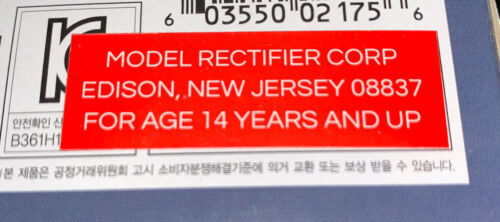 6 03550 02175 6
MODEL RECTIFIER CORP
EDISON, NEW JERSEY 08837
FOR AGE 14 YEARS AND UP
안전확인 신
B361H1
본 제품은 공정거래위원회 고시 소비자분쟁해결기준에 의거 교환 또는 보상 받을 수 있습니다.